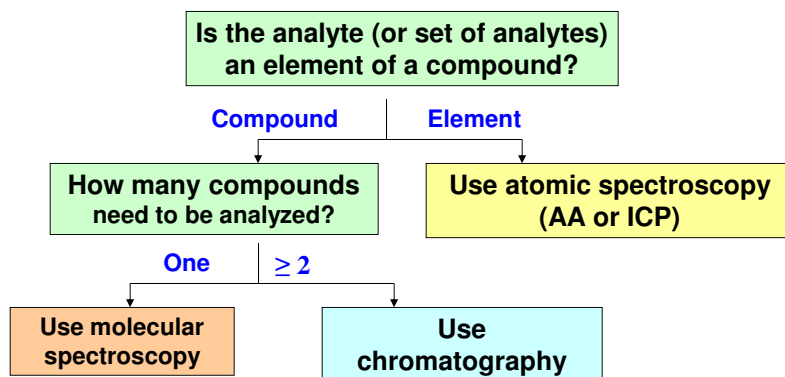 Is the analyte (or set of analytes)
an element of a compound?
Compound
Element
How many compounds
need to be analyzed?
Use atomic spectroscopy
(AA or ICP)
One
≥ 2
Use molecular
spectroscopy
Use
chromatography